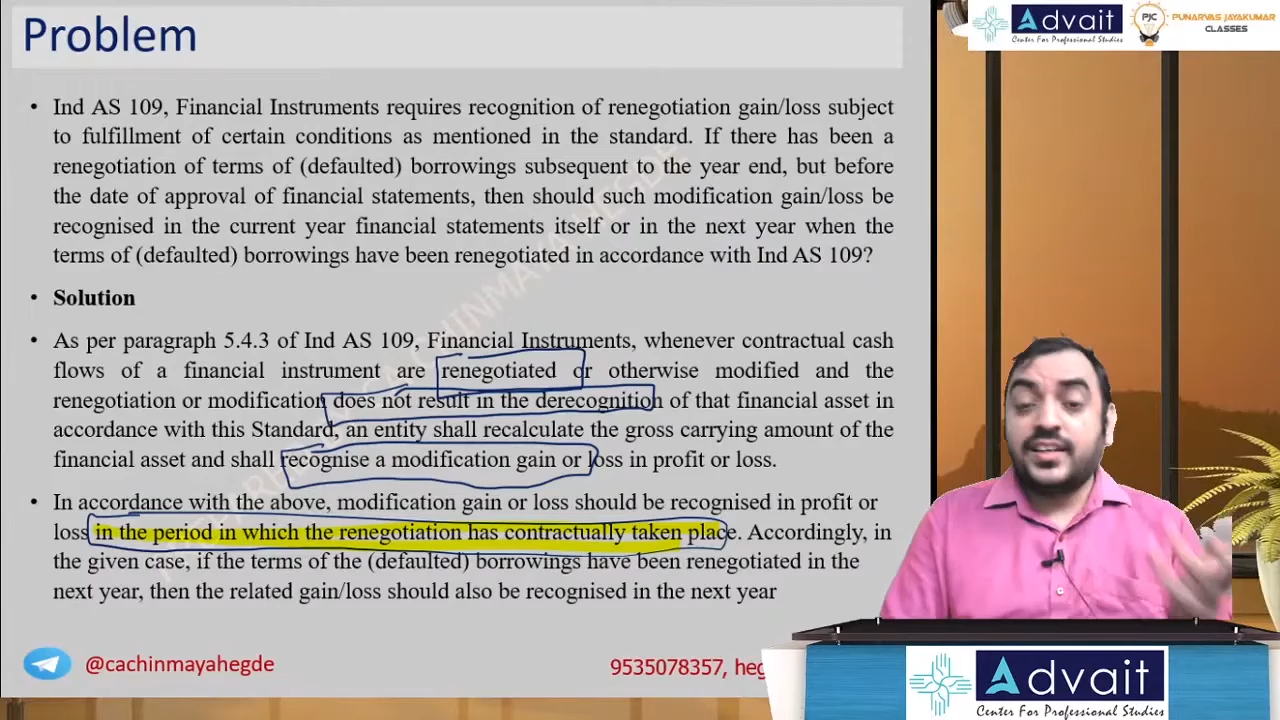 Problem
• Ind AS 109, Financial Instruments requires recognition of renegotiation gain/loss subject
to fulfillment of certain conditions as mentioned in the standard. If there has been a
renegotiation of terms of (defaulted) borrowings subsequent to the year end, but before
the date of approval of financial statements, then should such modification gain/loss be
recognised in the current year financial statements itself or in the next year when the
terms of (defaulted) borrowings have been renegotiated in accordance with Ind AS 109?
• Solution
• As per paragraph 5.4.3 of Ind AS 109, Financial Instruments, whenever contractual cash
flows of a financial instrument are renegotiated or otherwise modified and the
renegotiation or modification does not result in the derecognition of that financial asset in
accordance with this Standard, an entity shall recalculate the gross carrying amount of the
financial asset and shall recognise a modification gain or loss in profit or loss.
• In accordance with the above, modification gain or loss should be recognised in profit or
loss in the period in which the renegotiation has contractually taken place. Accordingly, in
the given case, if the terms of the (defaulted) borrowings have been renegotiated in the
next year, then the related gain/loss should also be recognised in the next year
@cachinmayahegde
9535078357, heg
Advait
Center For Professional Studies
PJC
PUNARVAS JAYAKUMAR
CLASSES
Advait
Center For Professional Studies